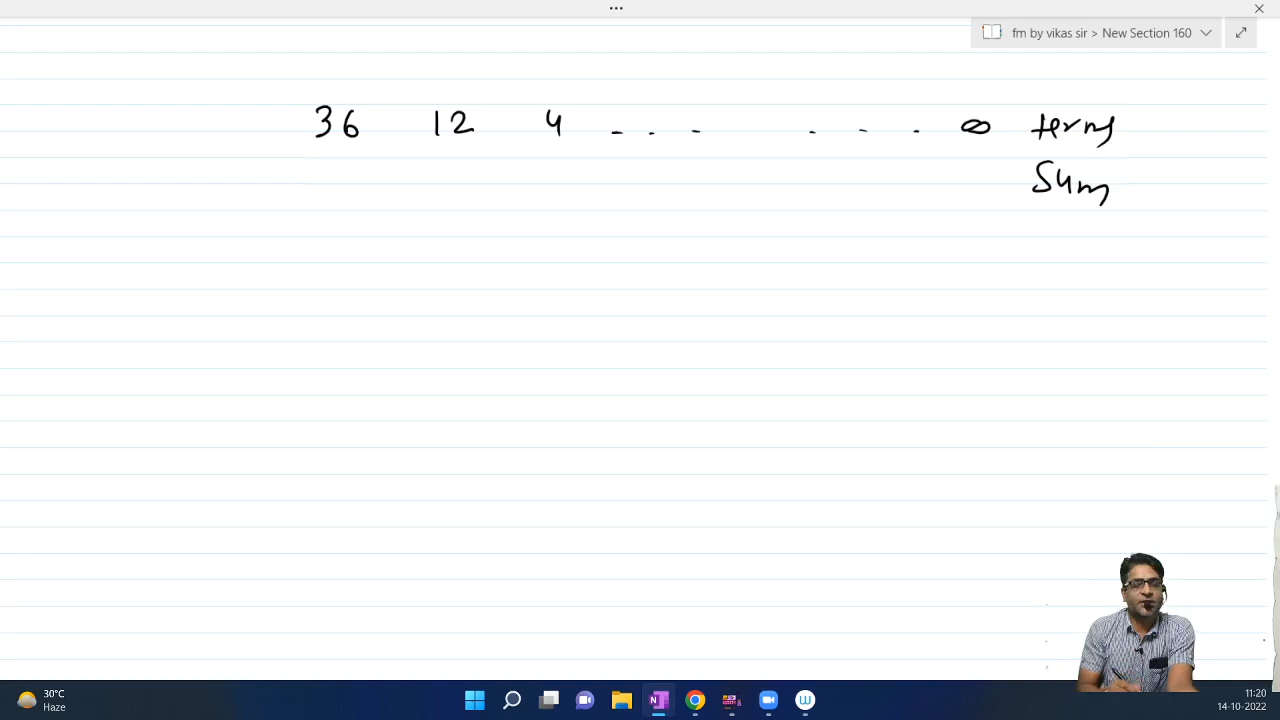 ...
fm by vikas sir > New Section 160
36 12 4 - . - . - . ∞ terms
Sum
30°C
Haze
11:20
14-10-2022